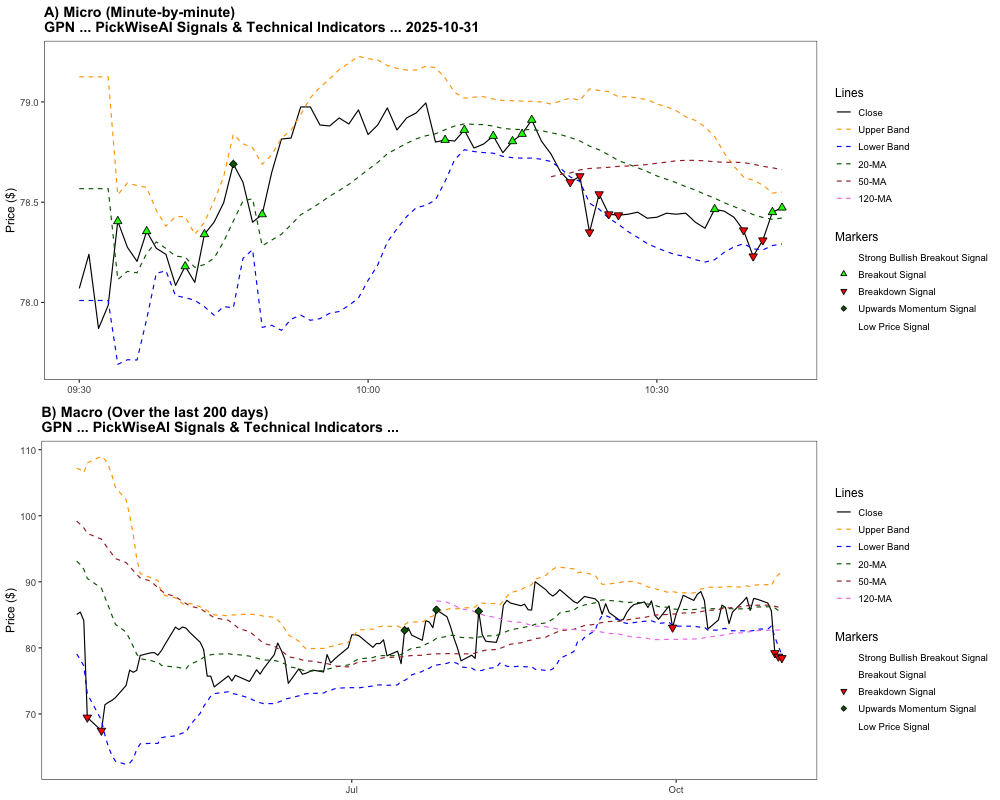 A) Micro (Minute-by-minute)
GPN ... PickWiseAI Signals & Technical Indicators ... 2025-10-31
Price ($)
79.0
78.5
78.0
09:30
10:00
10:30
Lines
Close
Upper Band
Lower Band
20-MA
50-MA
120-MA
Markers
Strong Bullish Breakout Signal
Breakout Signal
Breakdown Signal
Upwards Momentum Signal
Low Price Signal
B) Macro (Over the last 200 days)
GPN ... PickWiseAI Signals & Technical Indicators ...
Price ($)
110
100
90
80
70
Jul
Oct
Lines
Close
Upper Band
Lower Band
20-MA
50-MA
120-MA
Markers
Strong Bullish Breakout Signal
Breakout Signal
Breakdown Signal
Upwards Momentum Signal
Low Price Signal